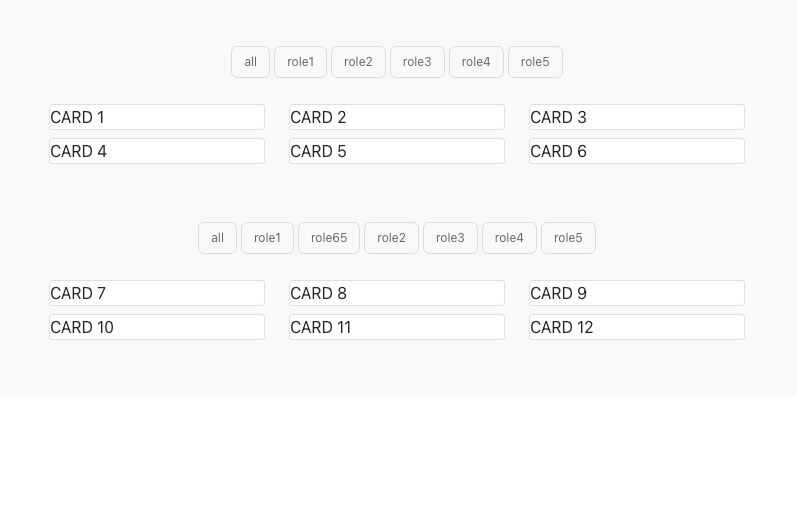 all role1 role2 role3 role4 role5
CARD 1 CARD 2 CARD 3
CARD 4 CARD 5 CARD 6
all role1 role65 role2 role3 role4 role5
CARD 7 CARD 8 CARD 9
CARD 10 CARD 11 CARD 12